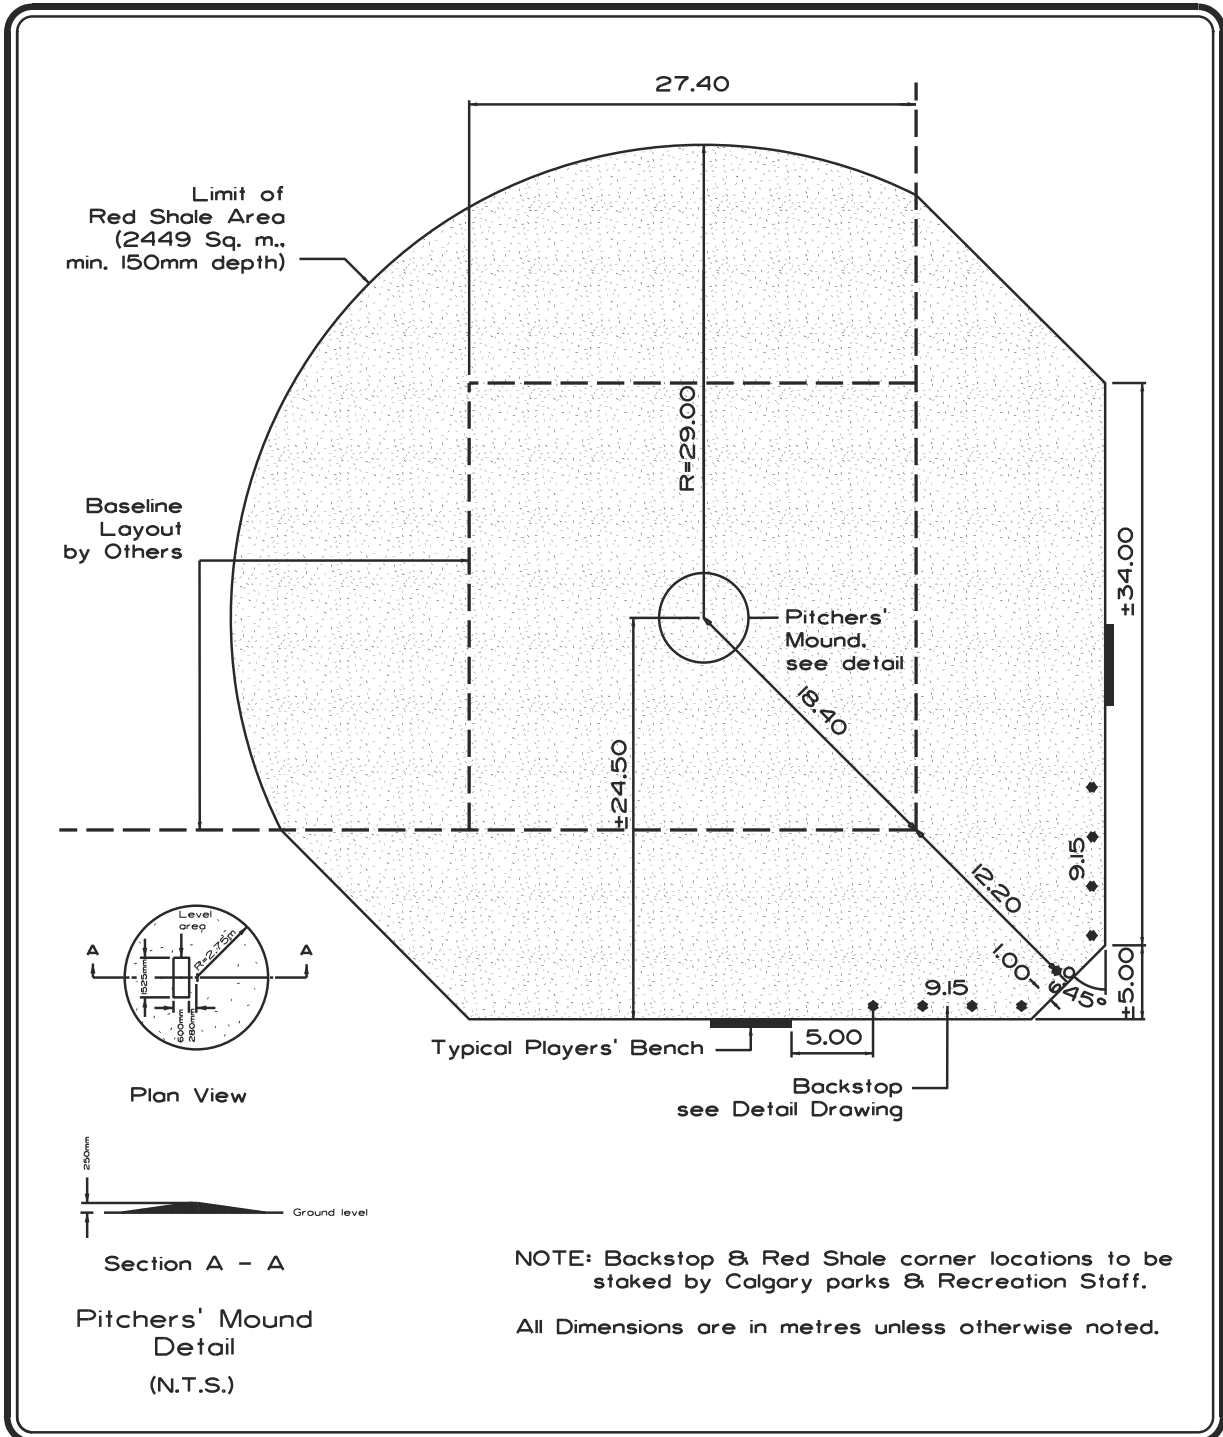 27.40
Limit of
Red Shale Area
(2449 Sq. m.,
min. 150mm depth)
R=29.00
Baseline
Layout
by Others
±34.00
Pitchers'
Mound,
see detail
18.40
±24.50
9.15
12.20
1.00
45°
±5.00
9.15
5.00
Typical Players' Bench
Backstop
see Detail Drawing
Level
area
A
A
R=2.75m
1525mm
600mm
280mm
Plan View
250mm
Ground level
Section A - A
Pitchers' Mound
Detail
(N.T.S.)
NOTE: Backstop & Red Shale corner locations to be
staked by Calgary parks & Recreation Staff.
All Dimensions are in metres unless otherwise noted.